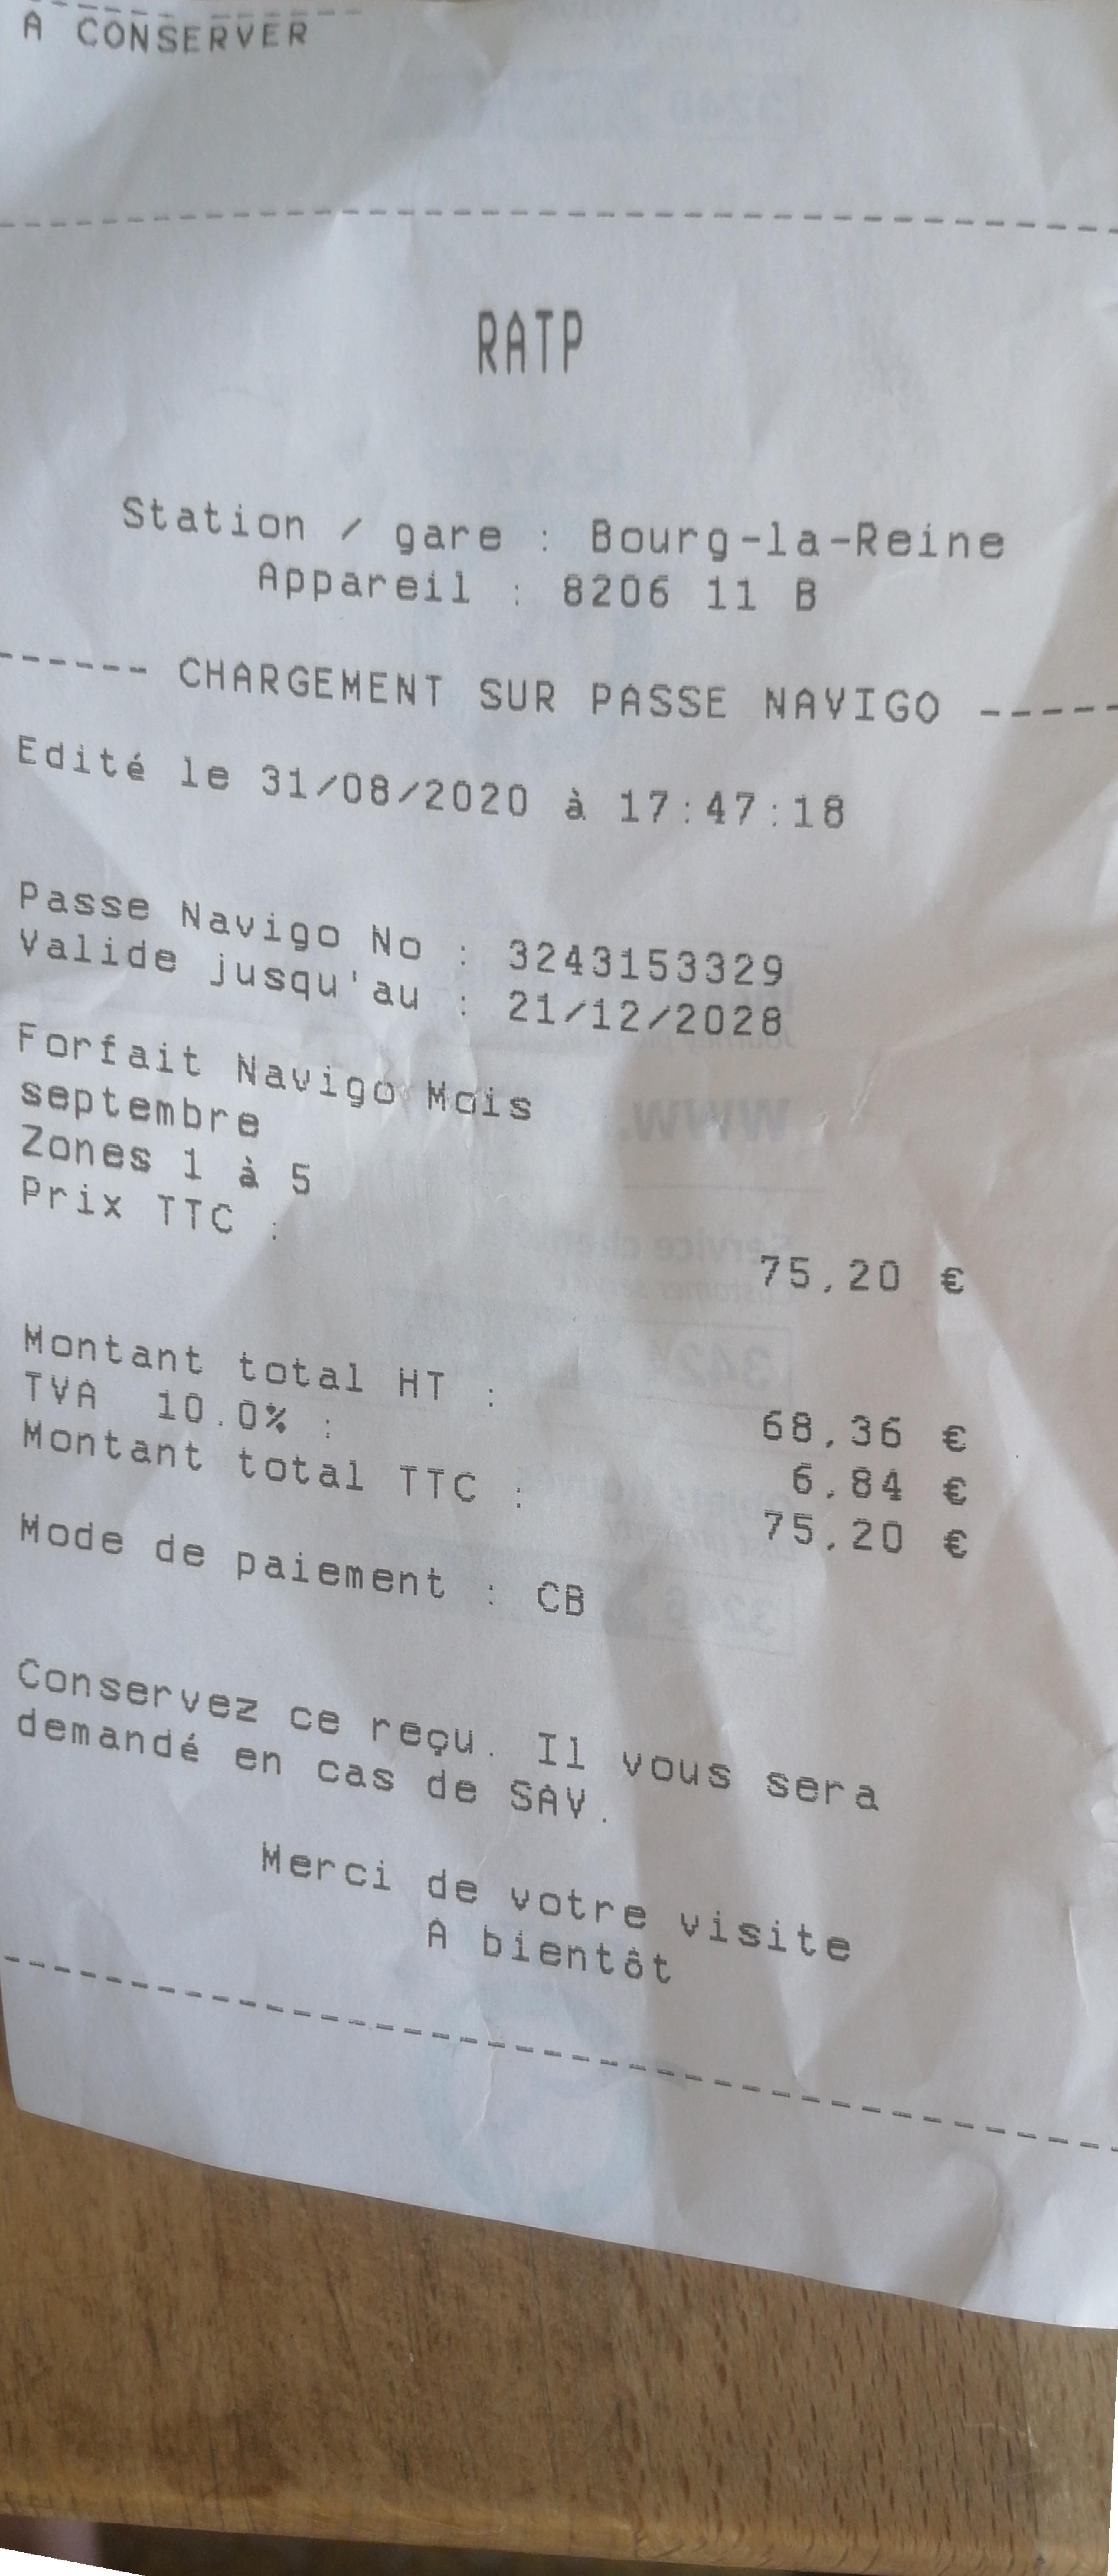 A CONSERVER
RATP
Station / gare : Bourg-la-Reine
Appareil : 8206 11 B
------ CHARGEMENT SUR PASSE NAVIGO -----
Edité le 31/08/2020 à 17:47:18
Passe Navigo No : 3243153329
Valide jusqu'au : 21/12/2028
Forfait Navigo Mois
septembre
Zones 1 à 5
Prix TTC :
75,20 €
Montant total HT : 68,36 €
TVA 10.0% : 6,84 €
Montant total TTC : 75,20 €
Mode de paiement : CB
Conservez ce reçu. Il vous sera
demandé en cas de SAV.
Merci de votre visite
A bientôt